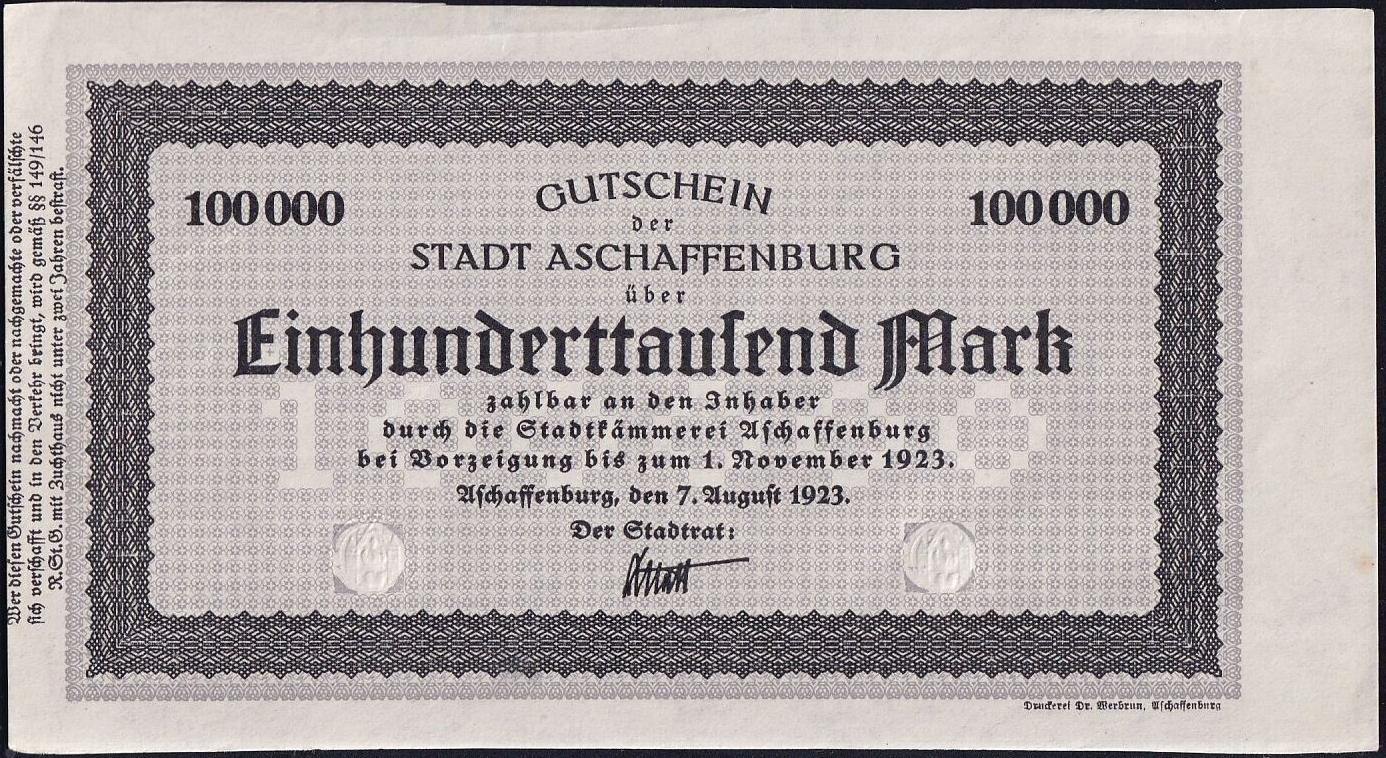 Wer diesen Gutschein nachmacht oder nachgemachte oder verfälschte
sich verschafft und in den Verkehr bringt, wird gemäß §§ 149/146
R.St.G. mit Zuchthaus nicht unter zwei Jahren bestraft.
100 000
GUTSCHEIN
100 000
der
STADT ASCHAFFENBURG
über
Einhunderttausend Mark
zahlbar an den Inhaber
durch die Stadtkämmerei Aschaffenburg
bei Vorzeigung bis zum 1. November 1923.
Aschaffenburg, den 7. August 1923.
Der Stadtrat:
Druckerei Dr. Werbrun, Aschaffenburg